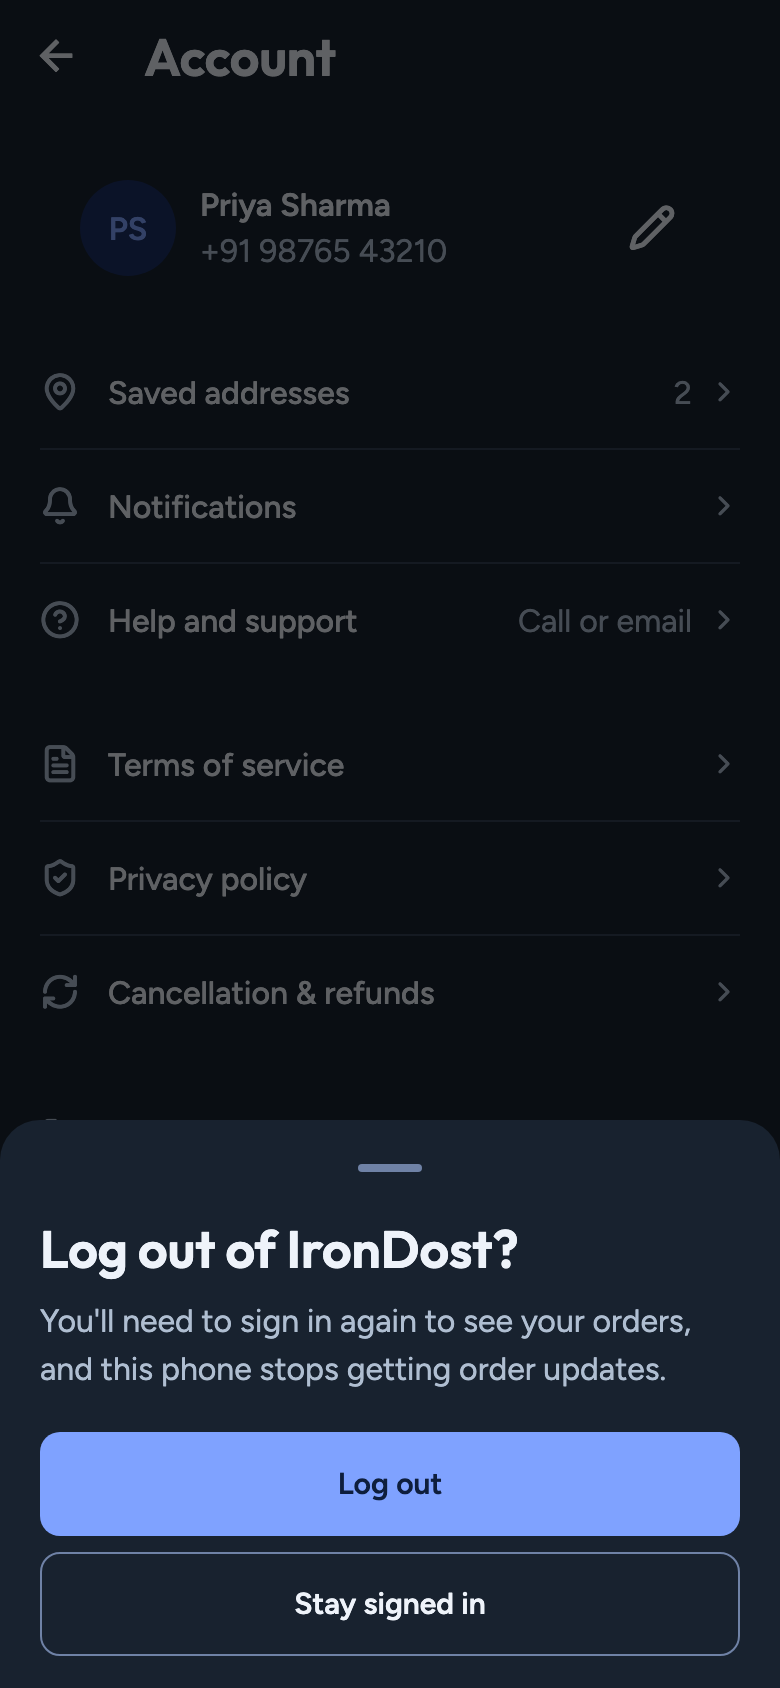 Account
PS
Priya Sharma
+91 98765 43210
Saved addresses 2
Notifications
Help and support Call or email
Terms of service
Privacy policy
Cancellation & refunds
Log out of IronDost?
You'll need to sign in again to see your orders,
and this phone stops getting order updates.
Log out
Stay signed in